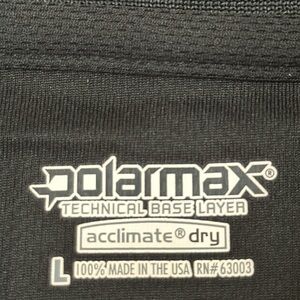 polarmax®
TECHNICAL BASE LAYER
acclimate® dry
L 100% MADE IN THE USA RN# 63003